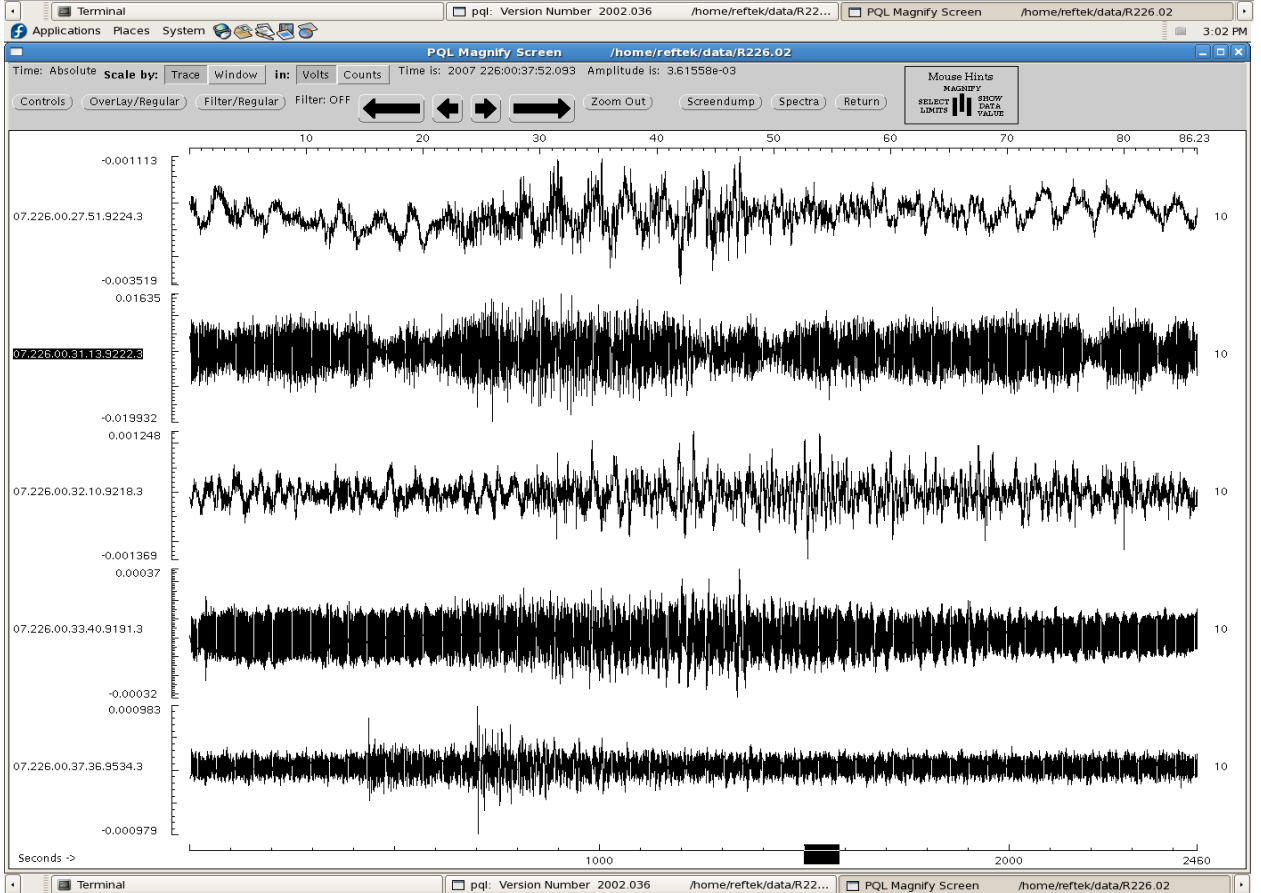 Terminal pql: Version Number 2002.036 /home/reftek/data/R22... PQL Magnify Screen /home/reftek/data/R226.02
Applications Places System 3:02 PM
PQL Magnify Screen /home/reftek/data/R226.02
Time: Absolute Scale by: Trace Window in: Volts Counts Time is: 2007 226:00:37:52.093 Amplitude is: 3.61558e-03
Mouse Hints
MAGNIFY
SELECT LIMITS SHOW DATA VALUE
Controls OverLay/Regular Filter/Regular Filter: OFF Zoom Out Screendump Spectra Return
10 20 30 40 50 60 70 80 86.23
-0.001113
07.226.00.27.51.9224.3 10
-0.003519
0.01635
07.226.00.31.13.9222.3 10
-0.019932
0.001248
07.226.00.32.10.9218.3 10
-0.001369
0.00037
07.226.00.33.40.9191.3 10
-0.00032
0.000983
07.226.00.37.36.9534.3 10
-0.000979
Seconds -> 1000 2000 2460
Terminal pql: Version Number 2002.036 /home/reftek/data/R22... PQL Magnify Screen /home/reftek/data/R226.02